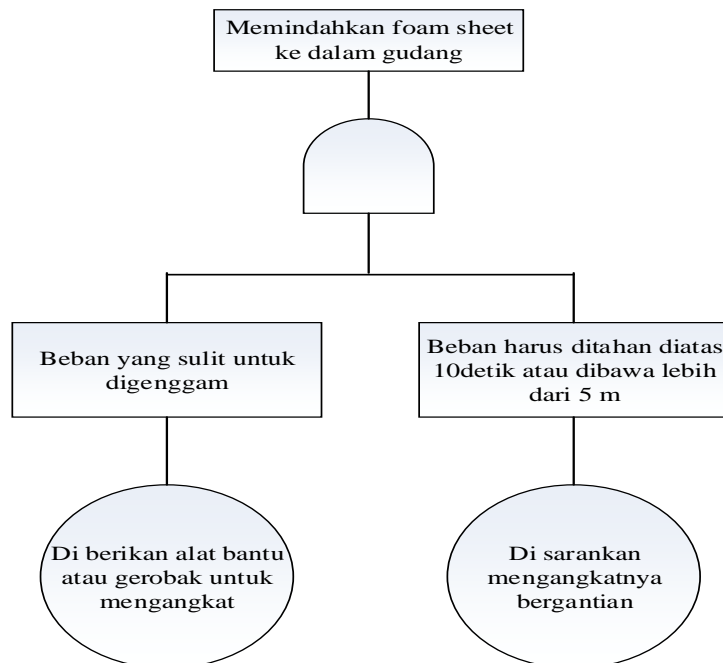 Memindahkan foam sheet
ke dalam gudang
Beban yang sulit untuk
digenggam
Beban harus ditahan diatas
10detik atau dibawa lebih
dari 5 m
Di berikan alat bantu
atau gerobak untuk
mengangkat
Di sarankan
mengangkatnya
bergantian